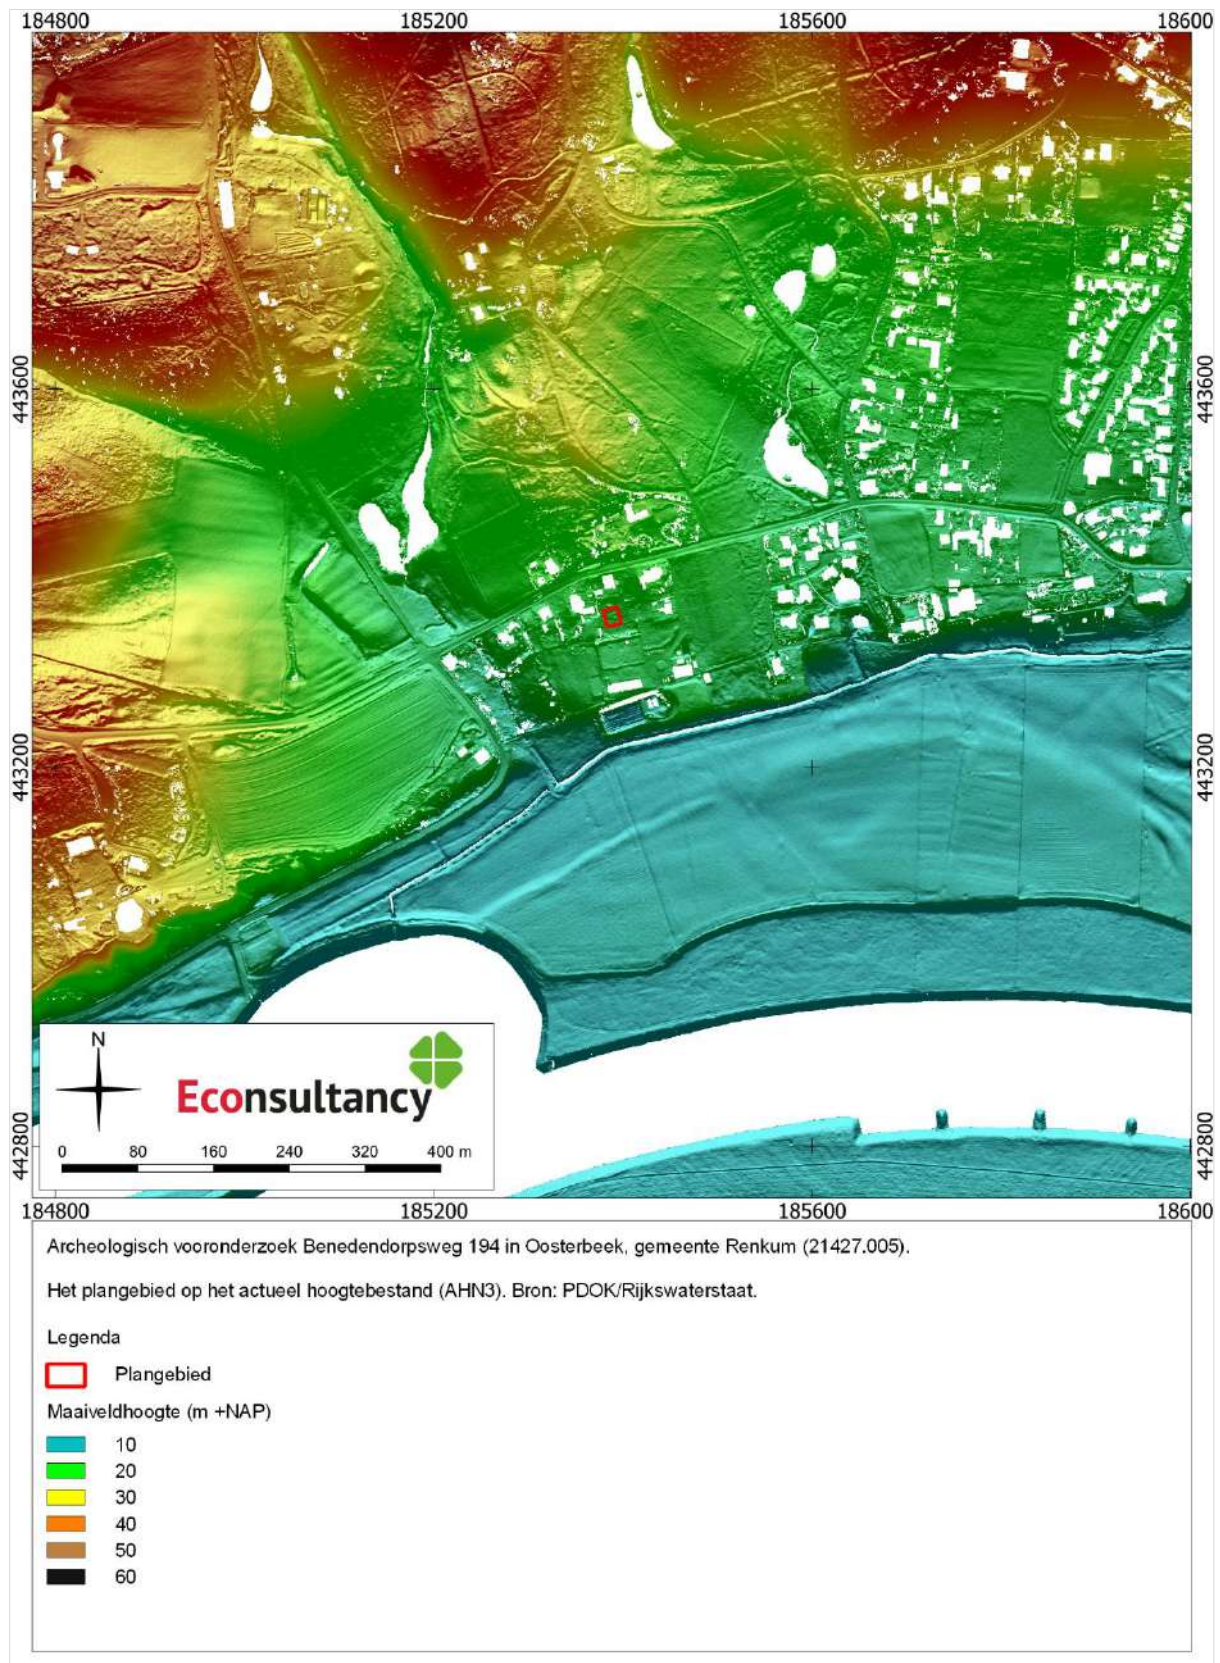 184800 185200 185600 18600
443600 443600
443200 443200
442800 442800
N
Econsultancy
0 80 160 240 320 400 m
184800 185200 185600 18600
Archeologisch vooronderzoek Benedendorpsweg 194 in Oosterbeek, gemeente Renkum (21427.005).
Het plangebied op het actueel hoogtebestand (AHN3). Bron: PDOK/Rijkswaterstaat.
Legenda
Plangebied
Maaiveldhoogte (m +NAP)
10
20
30
40
50
60